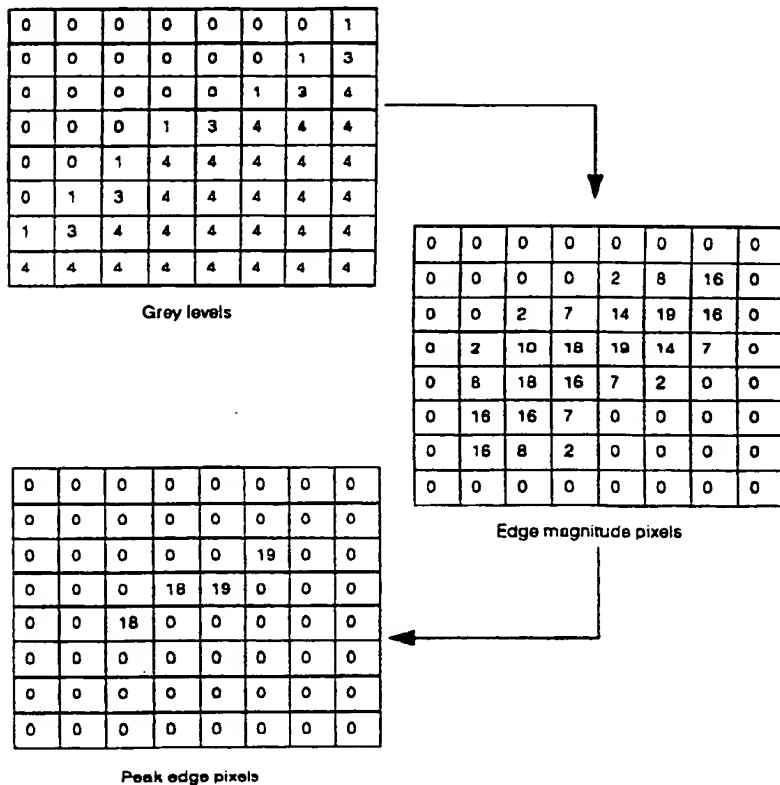 0 0 0 0 0 0 0 1
0 0 0 0 0 0 1 3
0 0 0 0 0 1 3 4
0 0 0 1 3 4 4 4
0 0 1 4 4 4 4 4
0 1 3 4 4 4 4 4
1 3 4 4 4 4 4 4
4 4 4 4 4 4 4 4
Grey levels
0 0 0 0 0 0 0 0
0 0 0 0 2 8 16 0
0 0 2 7 14 19 16 0
0 2 10 18 19 14 7 0
0 8 18 16 7 2 0 0
0 16 16 7 0 0 0 0
0 16 8 2 0 0 0 0
0 0 0 0 0 0 0 0
Edge magnitude pixels
0 0 0 0 0 0 0 0
0 0 0 0 0 0 0 0
0 0 0 0 0 19 0 0
0 0 0 18 19 0 0 0
0 0 18 0 0 0 0 0
0 0 0 0 0 0 0 0
0 0 0 0 0 0 0 0
0 0 0 0 0 0 0 0
Peak edge pixels